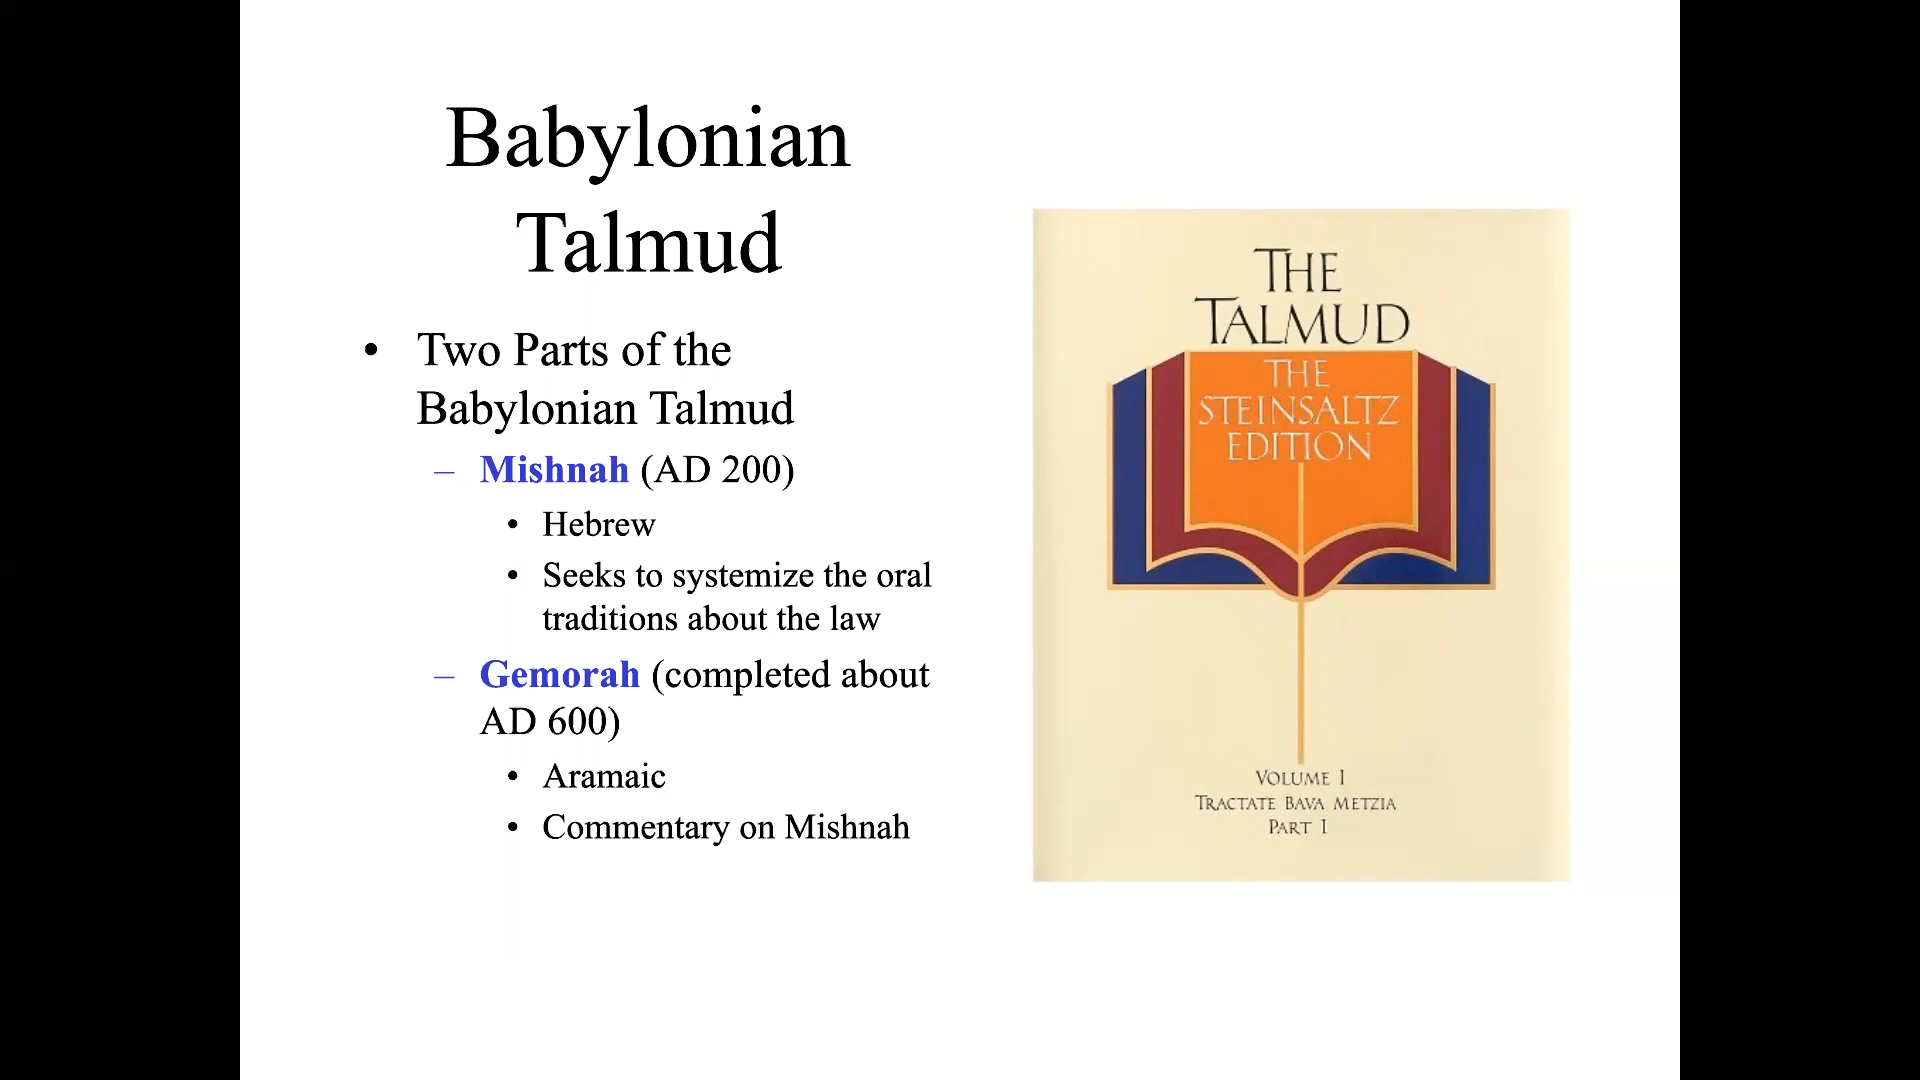 Babylonian
Talmud
• Two Parts of the
Babylonian Talmud
– Mishnah (AD 200)
• Hebrew
• Seeks to systemize the oral
traditions about the law
– Gemorah (completed about
AD 600)
• Aramaic
• Commentary on Mishnah
THE
TALMUD
THE
STEINSALTZ
EDITION
VOLUME I
TRACTATE BAVA METZIA
PART I